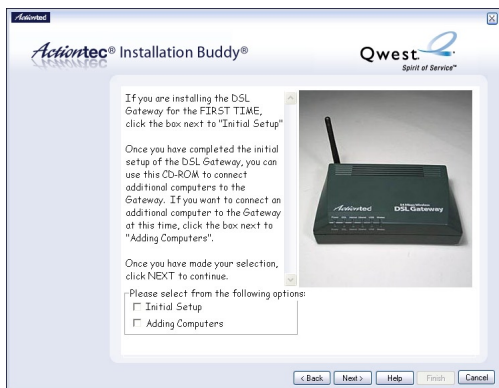 Actiontec
Actiontec® Installation Buddy®
Qwest.
Spirit of Service™
If you are installing the DSL
Gateway for the FIRST TIME,
click the box next to "Initial Setup"
Once you have completed the initial
setup of the DSL Gateway, you can
use this CD-ROM to connect
additional computers to the
Gateway. If you want to connect an
additional computer to the Gateway
at this time, click the box next to
"Adding Computers".
Once you have made your selection,
click NEXT to continue.
Actiontec
DSL Gateway
Please select from the following options:
Initial Setup
Adding Computers
< Back
Next >
Help
Finish
Cancel